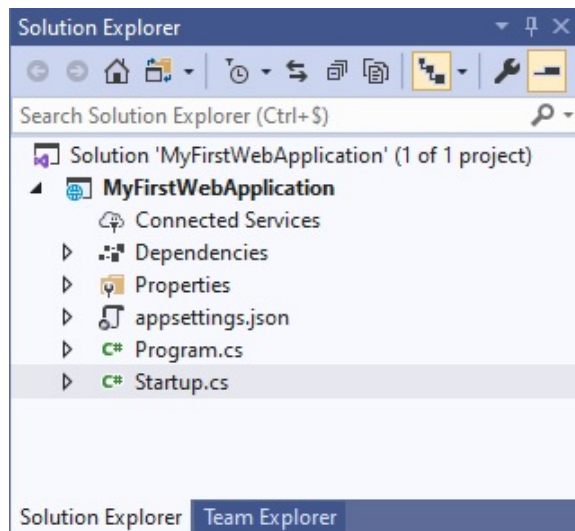 Solution Explorer
Search Solution Explorer (Ctrl+$)
Solution 'MyFirstWebApplication' (1 of 1 project)
MyFirstWebApplication
Connected Services
Dependencies
Properties
appsettings.json
C# Program.cs
C# Startup.cs
Solution Explorer Team Explorer